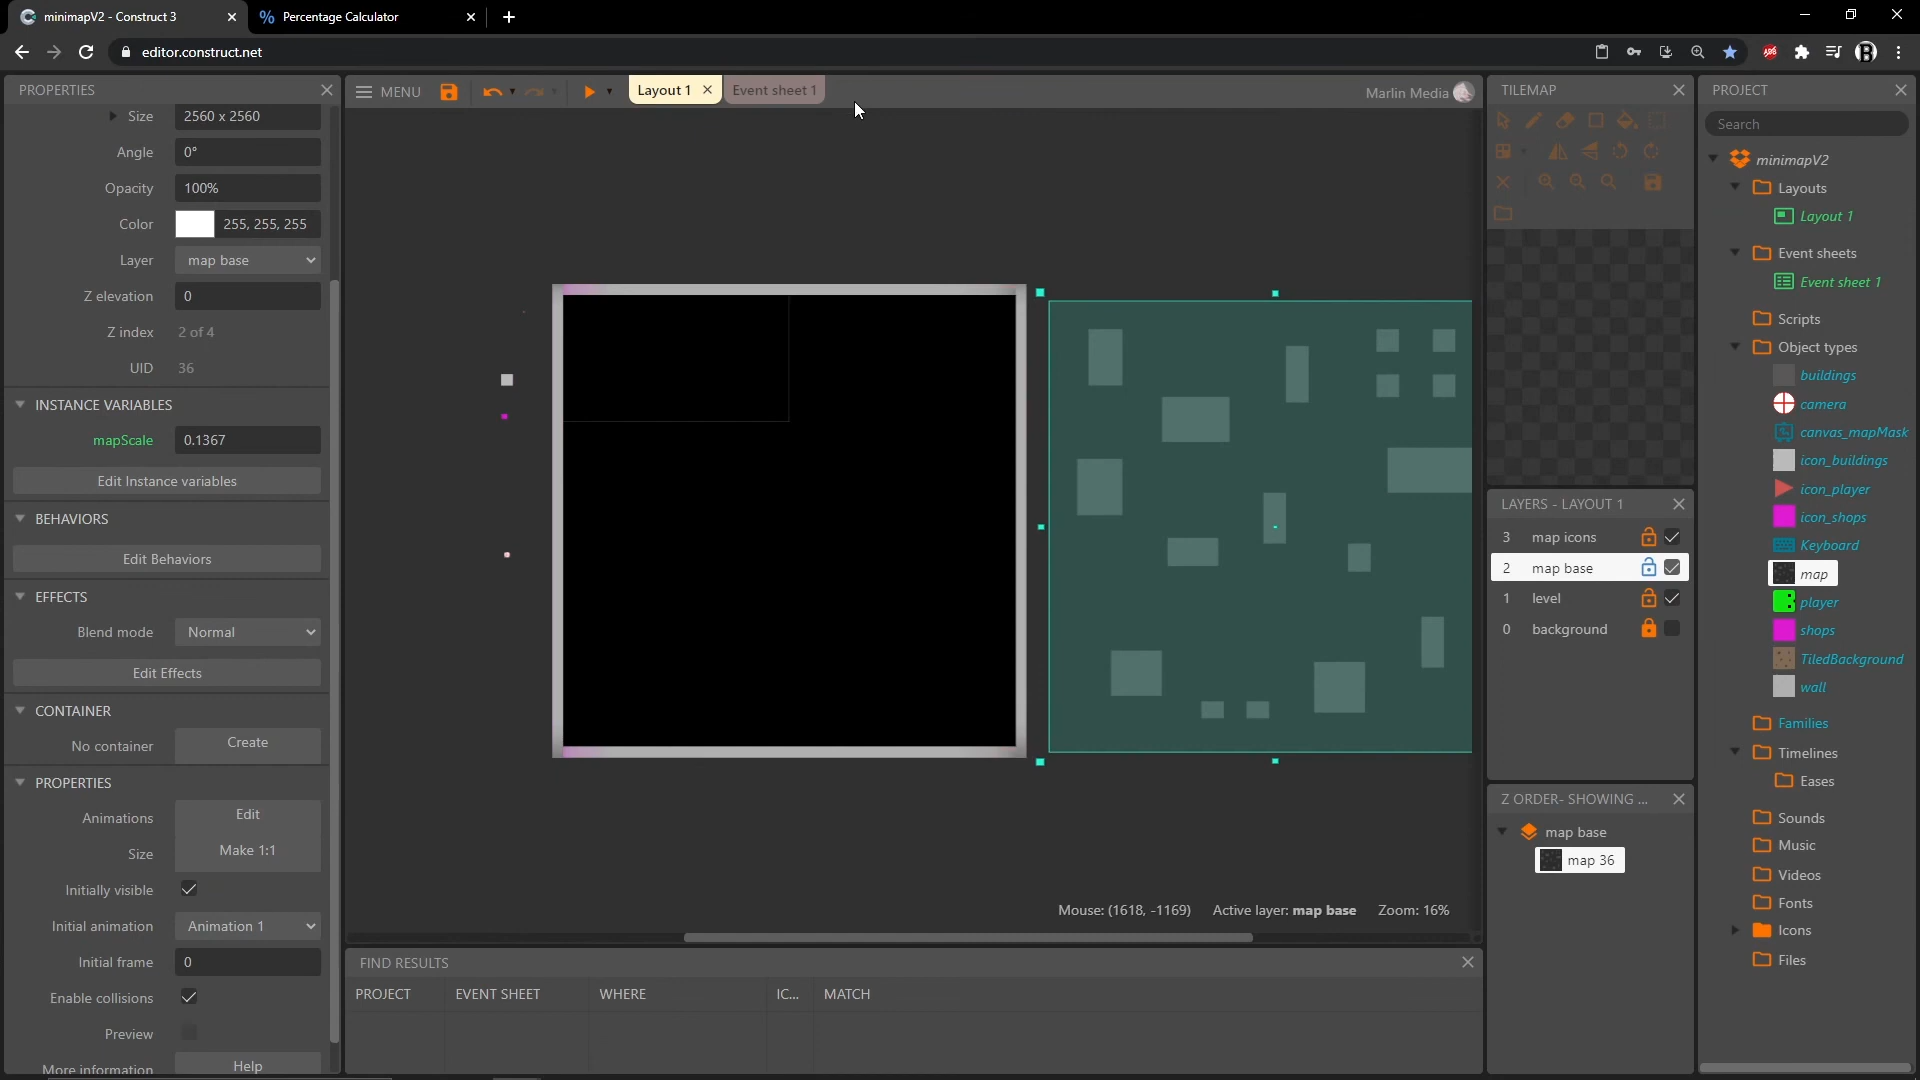 minimapV2 - Construct 3
Percentage Calculator
editor.construct.net
PROPERTIES
Size 2560 x 2560
Angle 0°
Opacity 100%
Color 255, 255, 255
Layer map base
Z elevation 0
Z index 2 of 4
UID 36
INSTANCE VARIABLES
mapScale 0.1367
Edit Instance variables
BEHAVIORS
Edit Behaviors
EFFECTS
Blend mode Normal
Edit Effects
CONTAINER
No container Create
PROPERTIES
Animations Edit
Size Make 1:1
Initially visible
Initial animation Animation 1
Initial frame 0
Enable collisions
Preview
More information Help
MENU
Layout 1
Event sheet 1
Marlin Media
Mouse: (1618, -1169) Active layer: map base Zoom: 16%
FIND RESULTS
PROJECT EVENT SHEET WHERE IC... MATCH
TILEMAP
LAYERS - LAYOUT 1
3 map icons
2 map base
1 level
0 background
Z ORDER- SHOWING ...
map base
map 36
PROJECT
Search
minimapV2
Layouts
Layout 1
Event sheets
Event sheet 1
Scripts
Object types
buildings
camera
canvas_mapMask
icon_buildings
icon_player
icon_shops
Keyboard
map
player
shops
TiledBackground
wall
Families
Timelines
Eases
Sounds
Music
Videos
Fonts
Icons
Files